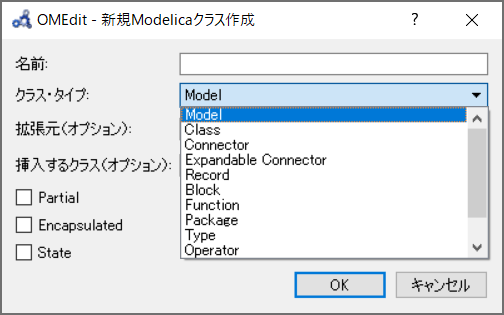 OMEdit - 新規Modelicaクラス作成
名前:
クラス・タイプ:
Model
Model
拡張元(オプション):
Class
Connector
挿入するクラス(オプション):
Expandable Connector
Record
Partial
Block
Function
Encapsulated
Package
Type
State
Operator
OK
キャンセル